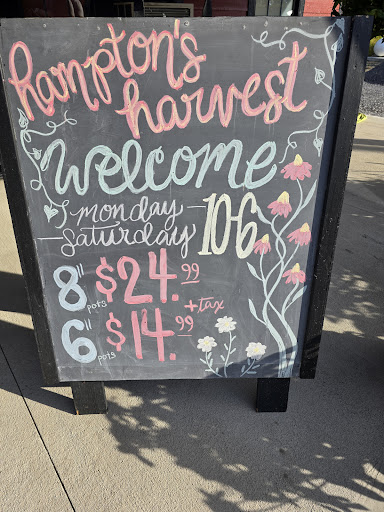 hampton's
harvest
welcome
monday
saturday 10-6
8" pots $24.99
+tax
6" pots $14.99